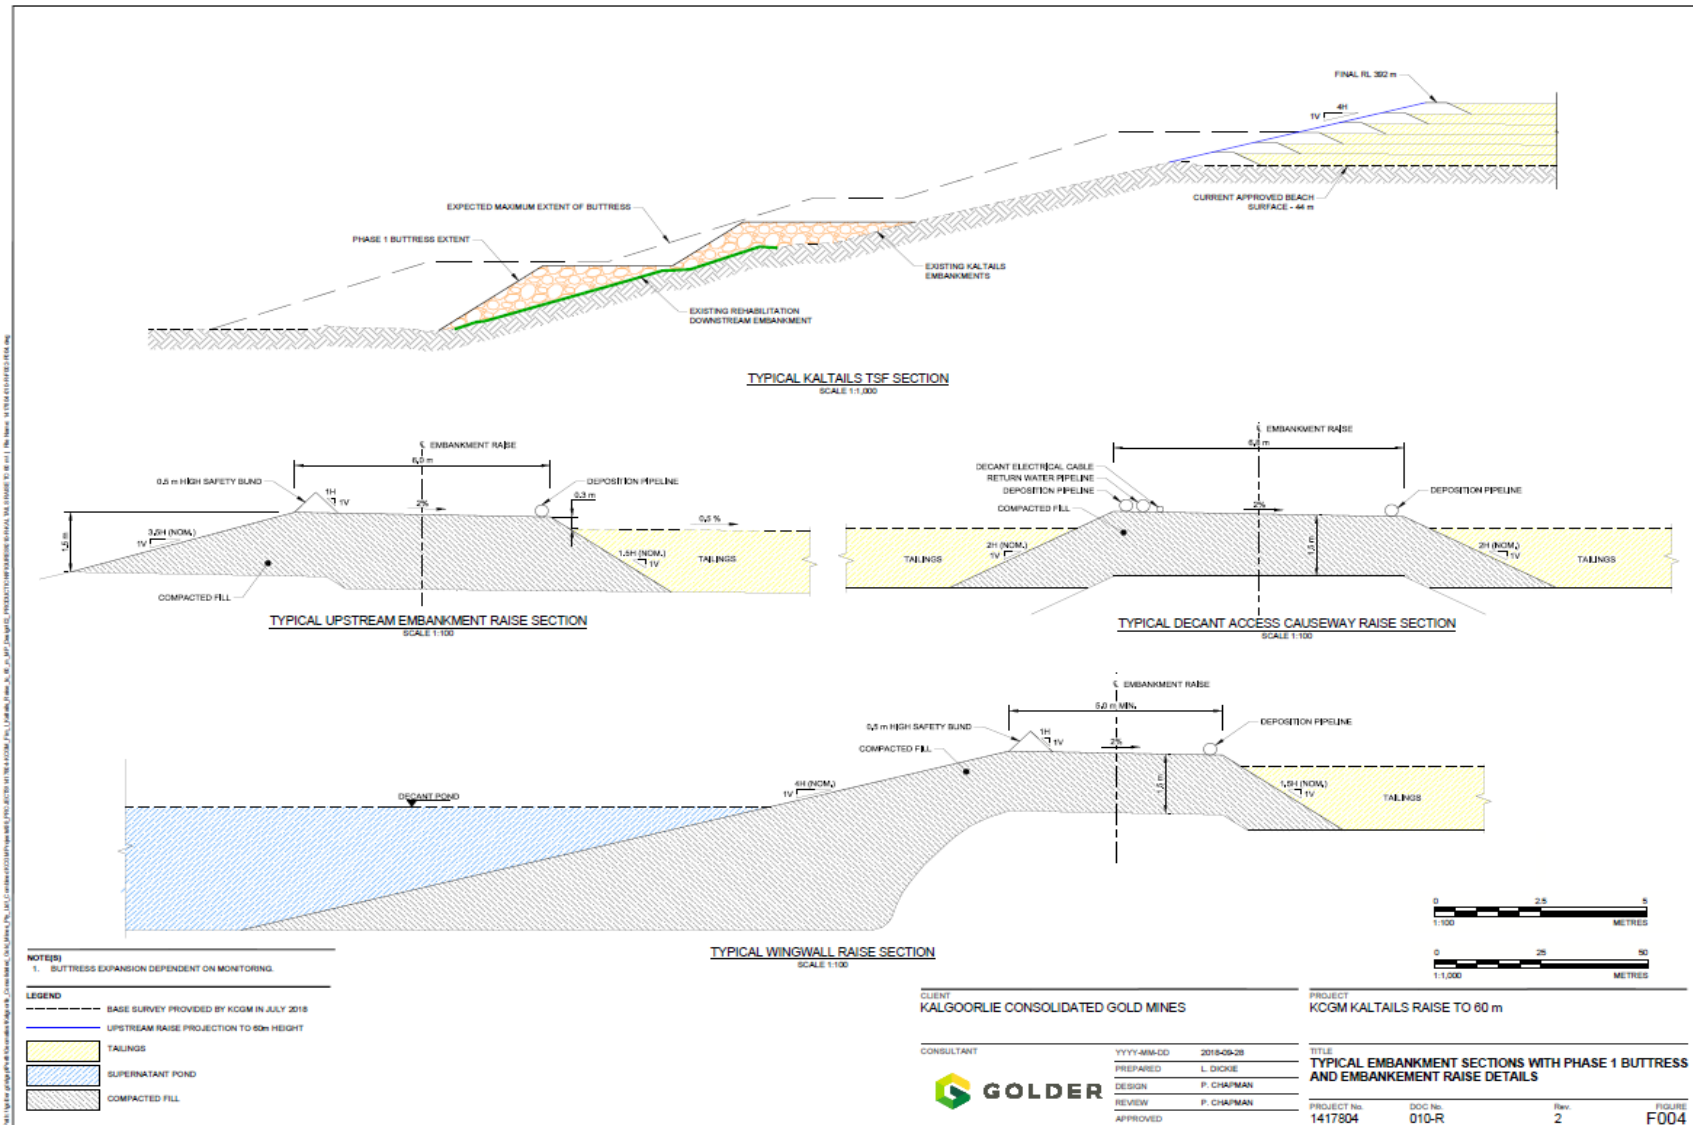 FINAL RL 392 m
4H
1V
EXPECTED MAXIMUM EXTENT OF BUTTRESS
PHASE 1 BUTTRESS EXTENT
CURRENT APPROVED BEACH
SURFACE - 44 m
EXISTING KALTAILS
EMBANKMENTS
EXISTING REHABILITATION
DOWNSTREAM EMBANKMENT
TYPICAL KALTAILS TSF SECTION
SCALE 1:1,000
EMBANKMENT RAISE
6.0 m
0.5 m HIGH SAFETY BUND
1H
1V
2%
DEPOSITION PIPELINE
0.3 m
0.5 %
1.5 m
3.5H (NOM.)
1V
1.5H (NOM.)
1V
TAILINGS
COMPACTED FILL
TYPICAL UPSTREAM EMBANKMENT RAISE SECTION
SCALE 1:100
EMBANKMENT RAISE
DECANT ELECTRICAL CABLE
RETURN WATER PIPELINE
DEPOSITION PIPELINE
COMPACTED FILL
2%
DEPOSITION PIPELINE
1.5 m
TAILINGS
2H (NOM.)
1V
2H (NOM.)
1V
TAILINGS
TYPICAL DECANT ACCESS CAUSEWAY RAISE SECTION
SCALE 1:100
EMBANKMENT RAISE
5.0 m MIN.
0.5 m HIGH SAFETY BUND
1H
1V
2%
DEPOSITION PIPELINE
COMPACTED FILL
4H (NOM.)
1V
1.5 m
1.5H (NOM.)
1V
TAILINGS
DECANT POND
TYPICAL WINGWALL RAISE SECTION
SCALE 1:100
0 2.5 5
1:100 METRES
0 25 50
1:1,000 METRES
NOTE(S)
1. BUTTRESS EXPANSION DEPENDENT ON MONITORING.
LEGEND
BASE SURVEY PROVIDED BY KCGM IN JULY 2018
UPSTREAM RAISE PROJECTION TO 60m HEIGHT
TAILINGS
SUPERNATANT POND
COMPACTED FILL
CLIENT
KALGOORLIE CONSOLIDATED GOLD MINES
PROJECT
KCGM KALTAILS RAISE TO 60 m
CONSULTANT
GOLDER
YYYY-MM-DD 2018-09-28
PREPARED L. DICKIE
DESIGN P. CHAPMAN
REVIEW P. CHAPMAN
APPROVED
TITLE
TYPICAL EMBANKMENT SECTIONS WITH PHASE 1 BUTTRESS
AND EMBANKEMENT RAISE DETAILS
PROJECT No. DOC No. Rev. FIGURE
1417804 010-R 2 F004